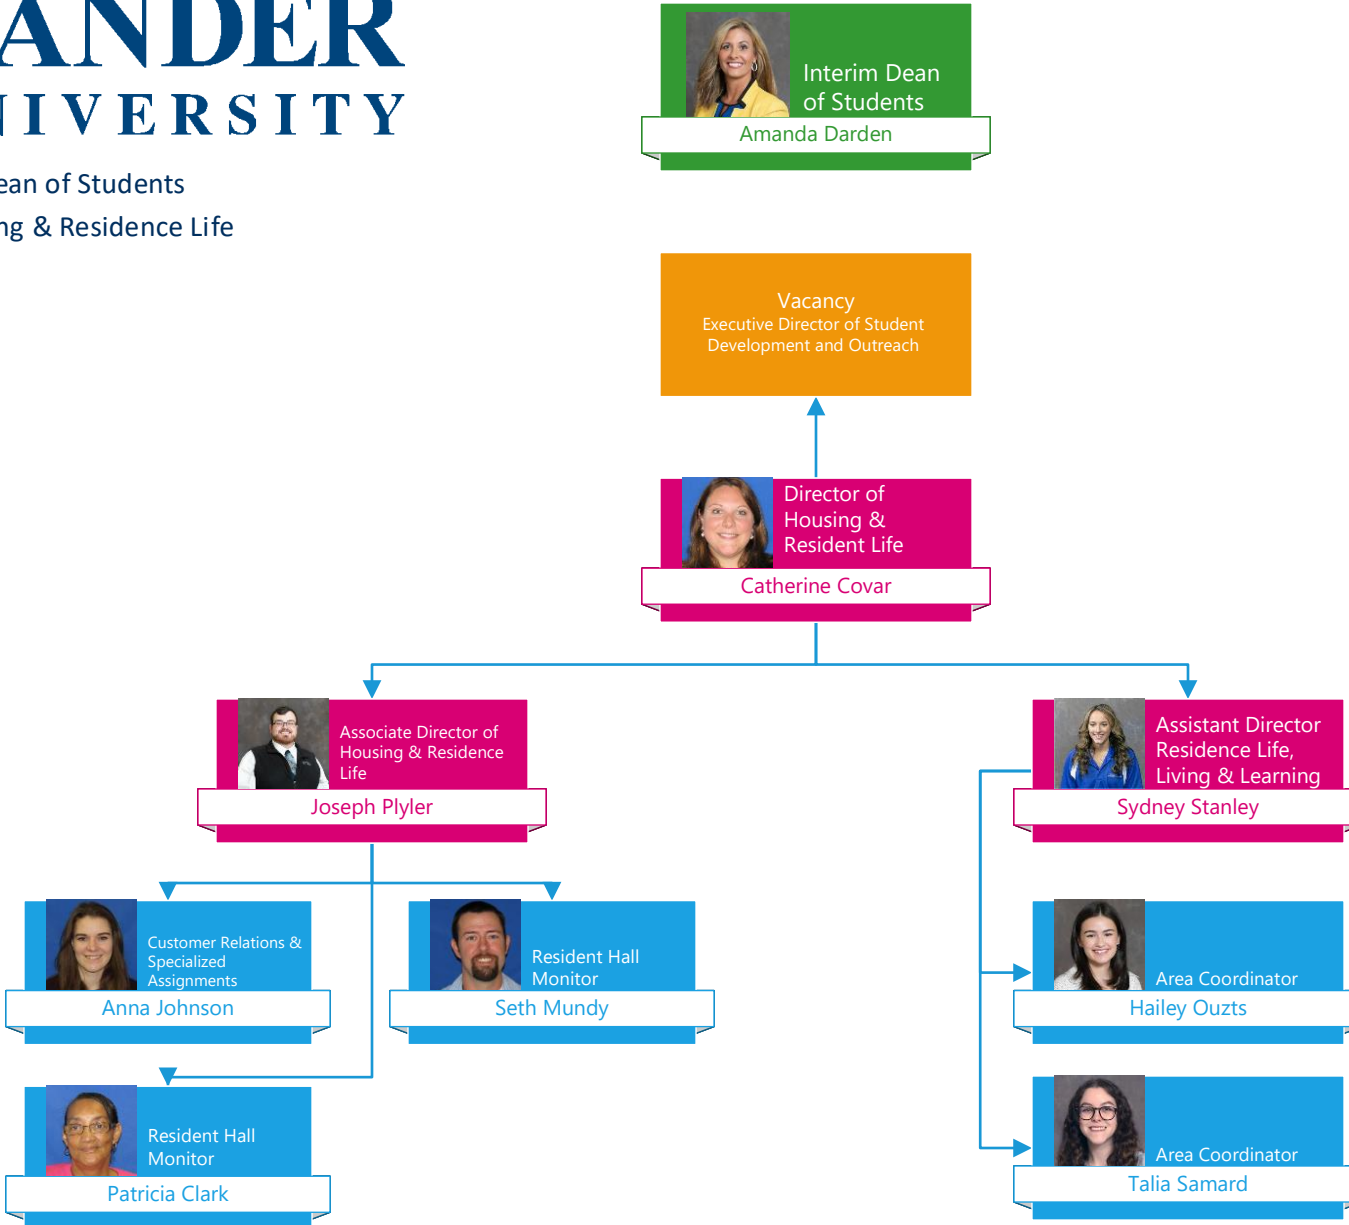 ANDER
NIVERSITY
ean of Students
ng & Residence Life
Interim Dean
of Students
Amanda Darden
Vacancy
Executive Director of Student
Development and Outreach
Director of
Housing &
Resident Life
Catherine Covar
Associate Director of
Housing & Residence
Life
Joseph Plyler
Assistant Director
Residence Life,
Living & Learning
Sydney Stanley
Customer Relations &
Specialized
Assignments
Anna Johnson
Resident Hall
Monitor
Seth Mundy
Area Coordinator
Hailey Ouzts
Resident Hall
Monitor
Patricia Clark
Area Coordinator
Talia Samard